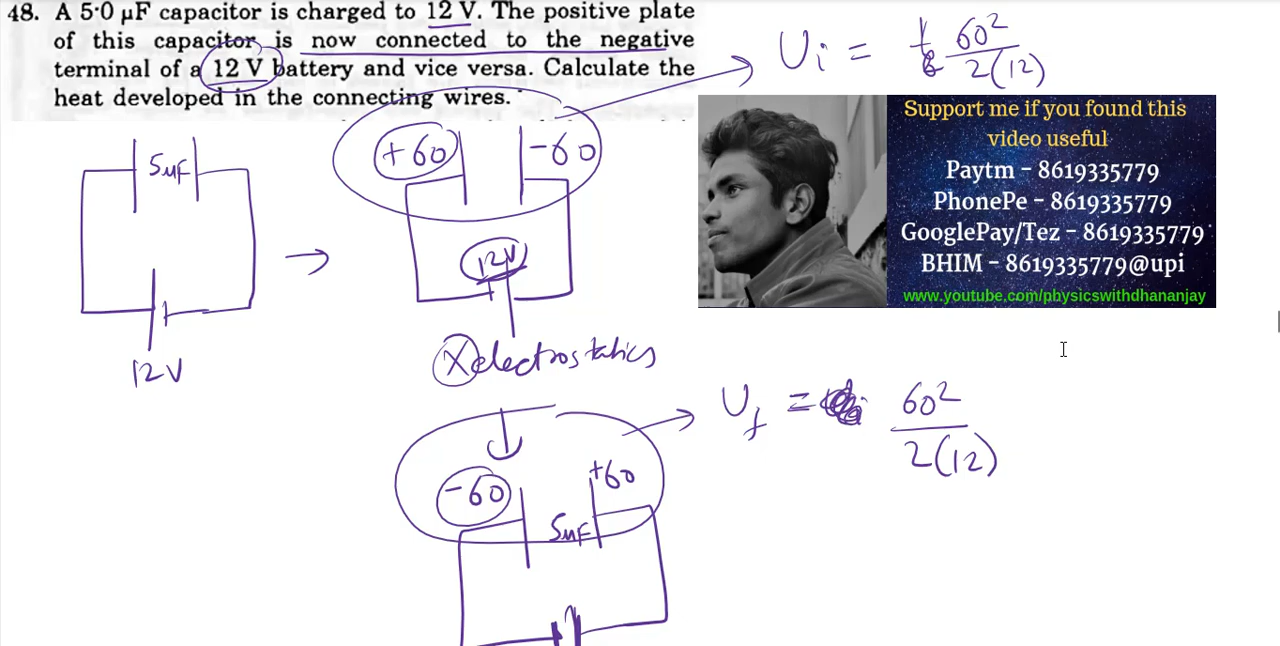 48. A 5·0 µF capacitor is charged to 12 V. The positive plate
of this capacitor is now connected to the negative
terminal of a 12 V battery and vice versa. Calculate the
heat developed in the connecting wires.
Ui = 60²
2(12)
Support me if you found this
video useful
Paytm - 8619335779
PhonePe - 8619335779
GooglePay/Tez - 8619335779
BHIM - 8619335779@upi
www.youtube.com/physicswithdhananjay
5uF
12V
+60 -60
12V
X electrostatics
Uf = 60²
2(12)
-60 +60
5uF